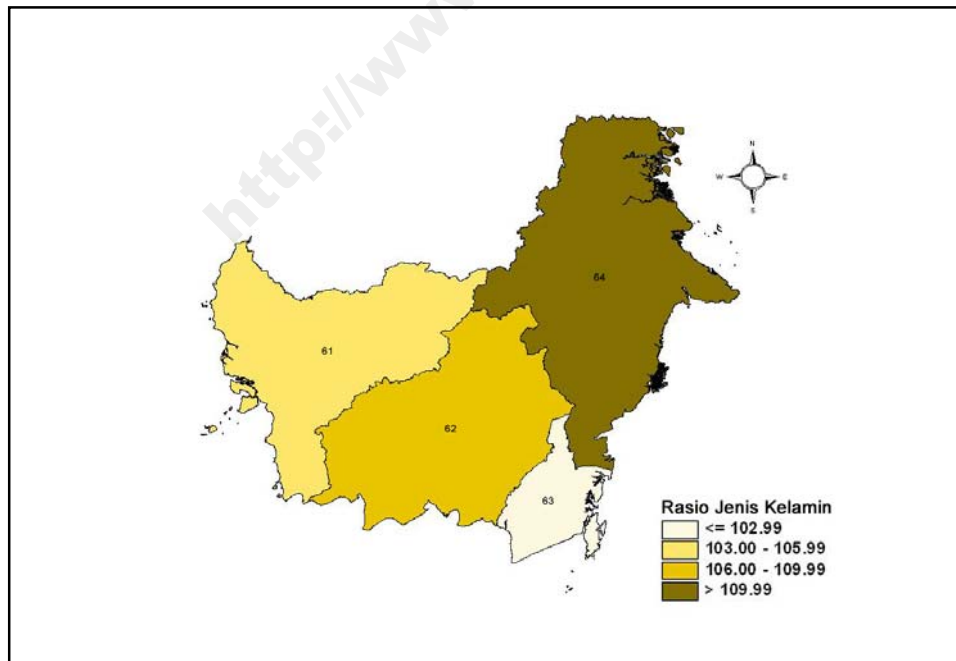 http://www
N
W E
S
64
61
62
63
Rasio Jenis Kelamin
<= 102.99
103.00 - 105.99
106.00 - 109.99
> 109.99